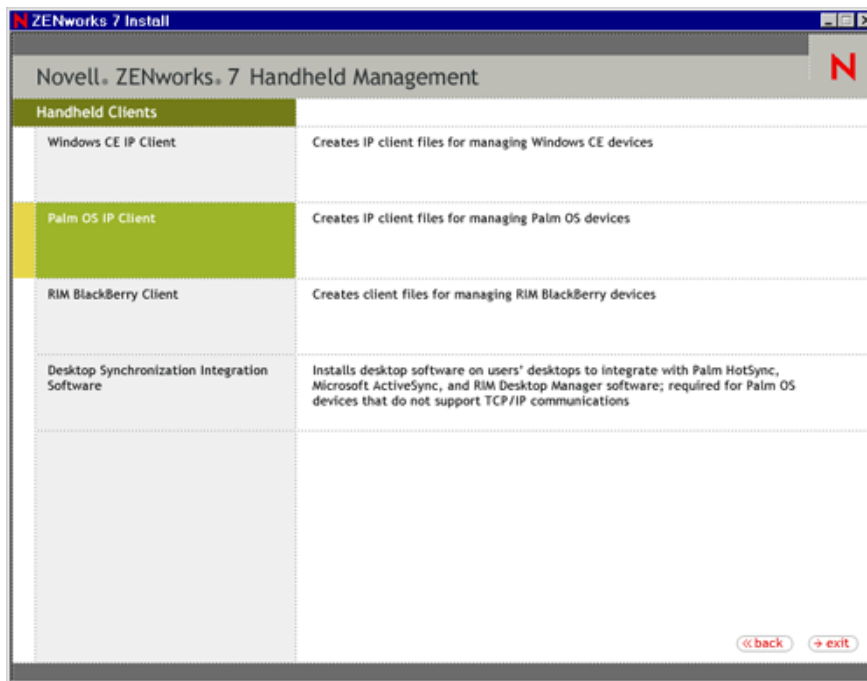 N ZENworks 7 Install
Novell® ZENworks® 7 Handheld Management
N
Handheld Clients
Windows CE IP Client
Creates IP client files for managing Windows CE devices
Palm OS IP Client
Creates IP client files for managing Palm OS devices
RIM BlackBerry Client
Creates client files for managing RIM BlackBerry devices
Desktop Synchronization Integration
Software
Installs desktop software on users' desktops to integrate with Palm HotSync,
Microsoft ActiveSync, and RIM Desktop Manager software; required for Palm OS
devices that do not support TCP/IP communications
back
exit